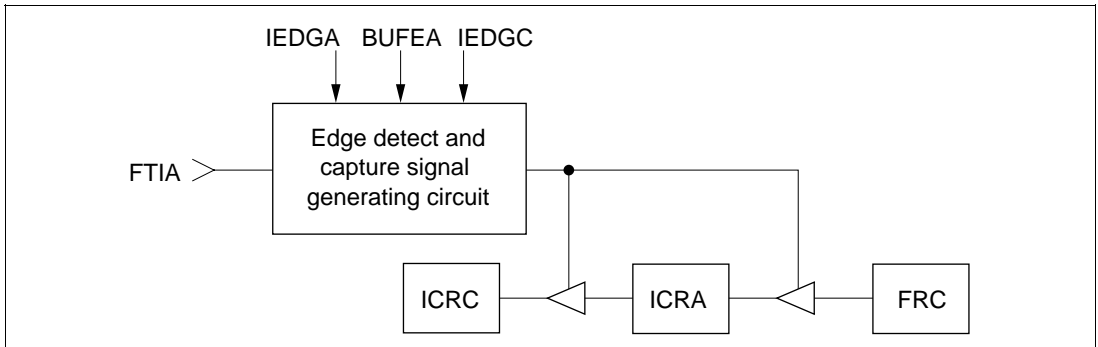 IEDGA BUFEA IEDGC
Edge detect and
capture signal
generating circuit
FTIA
ICRC ICRA FRC